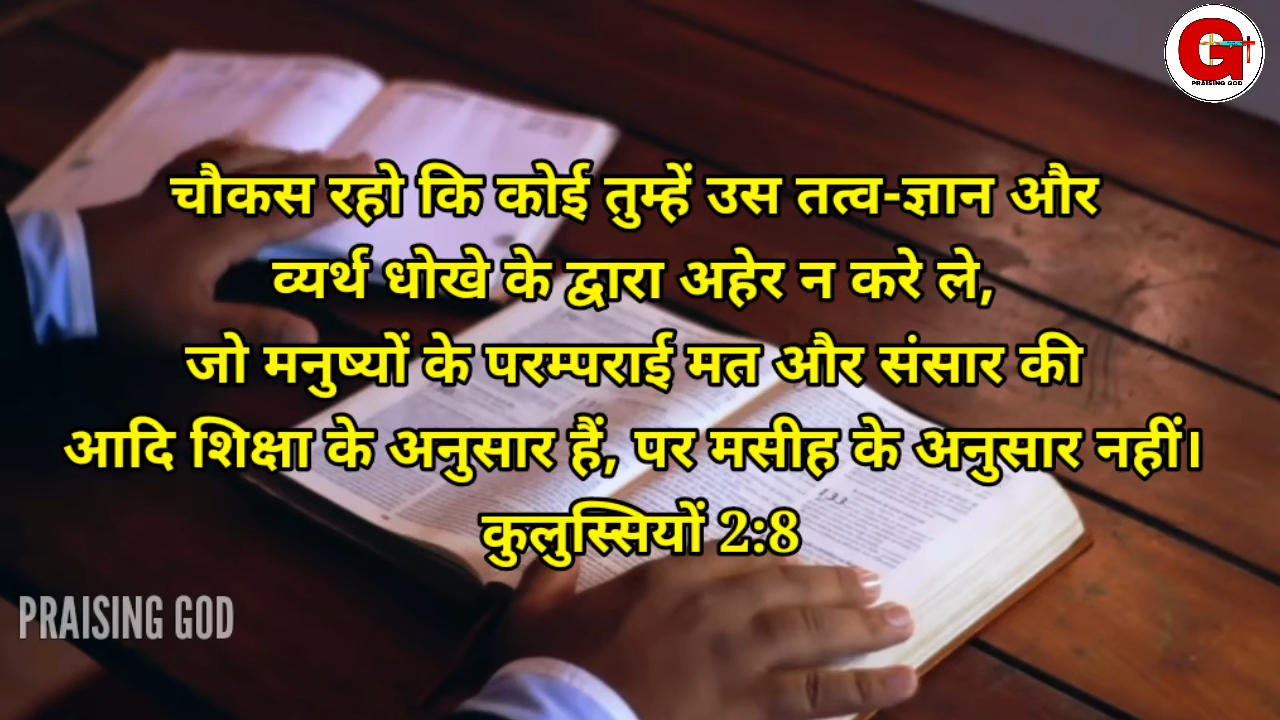 चौकस रहो कि कोई तुम्हें उस तत्व-ज्ञान और
व्यर्थ धोखे के द्वारा अहेर न करे ले,
जो मनुष्यों के परम्पराई मत और संसार की
आदि शिक्षा के अनुसार हैं, पर मसीह के अनुसार नहीं।
कुलुस्सियों 2:8
PRAISING GOD
G
PRAISING GOD